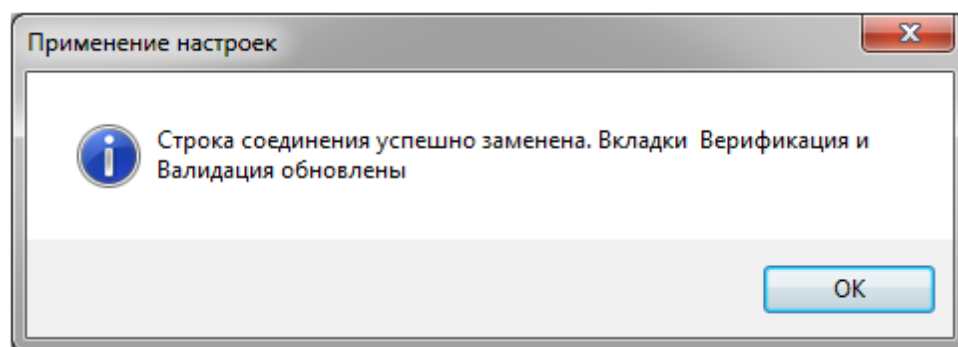 Применение настроек
Строка соединения успешно заменена. Вкладки  Верификация и
Валидация обновлены
OK